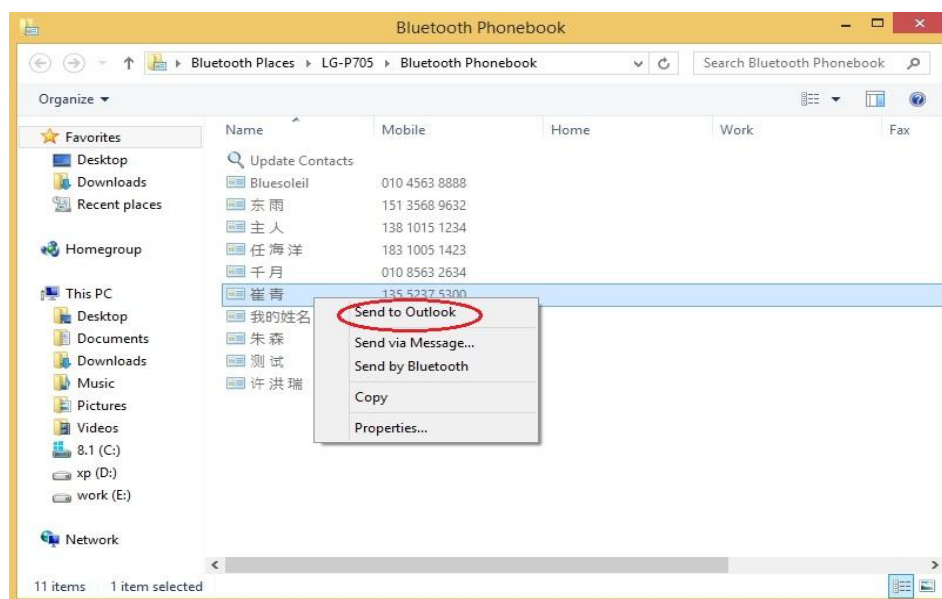 Bluetooth Phonebook
Bluetooth Places LG-P705 Bluetooth Phonebook Search Bluetooth Phonebook
Organize
Favorites
Desktop
Downloads
Recent places
Homegroup
This PC
Desktop
Documents
Downloads
Music
Pictures
Videos
8.1 (C:)
xp (D:)
work (E:)
Network
Name Mobile Home Work Fax
Update Contacts
Bluesoleil 010 4563 8888
东雨 151 3568 9632
主人 138 1015 1234
任海洋 183 1005 1423
千月 010 8563 2634
崔青 135 5237 5300
我的姓名
朱森
测试
许洪瑞
Send to Outlook
Send via Message...
Send by Bluetooth
Copy
Properties...
11 items 1 item selected